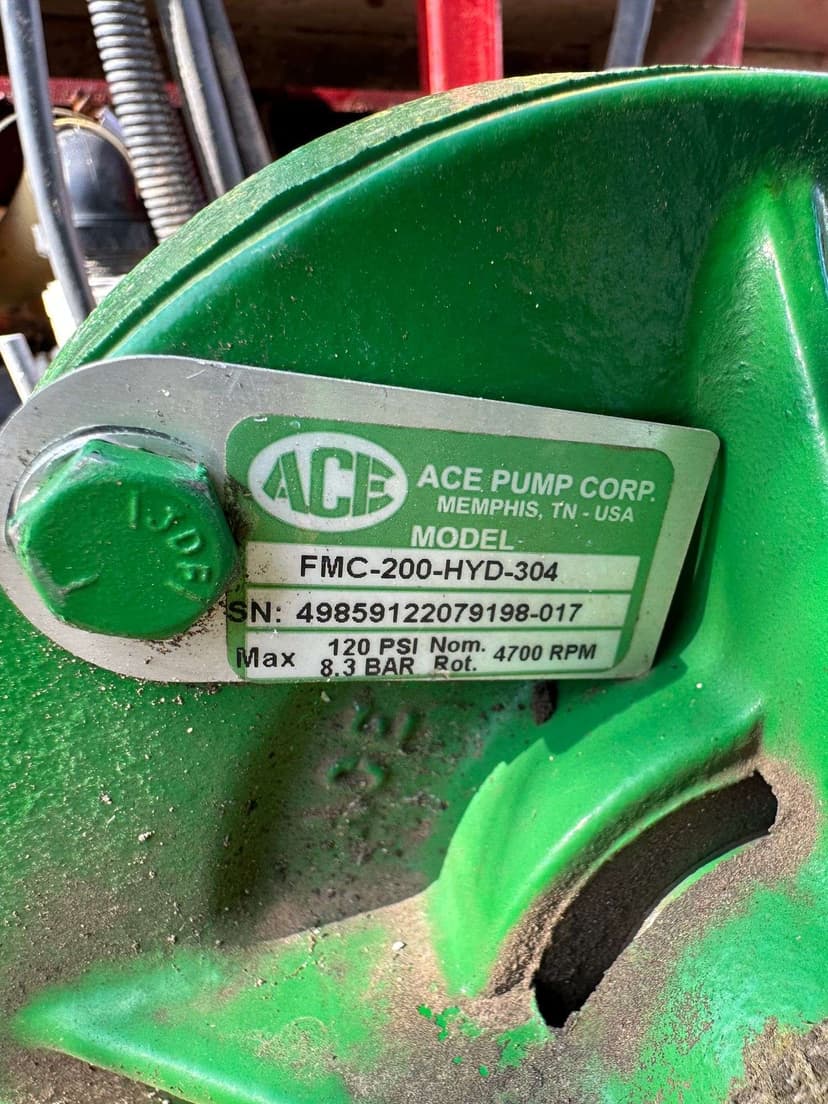 ACE
ACE PUMP CORP.
MEMPHIS, TN - USA
MODEL
FMC-200-HYD-304
SN: 49859122079198-017
Max 120 PSI Nom. 4700 RPM
8.3 BAR Rot.